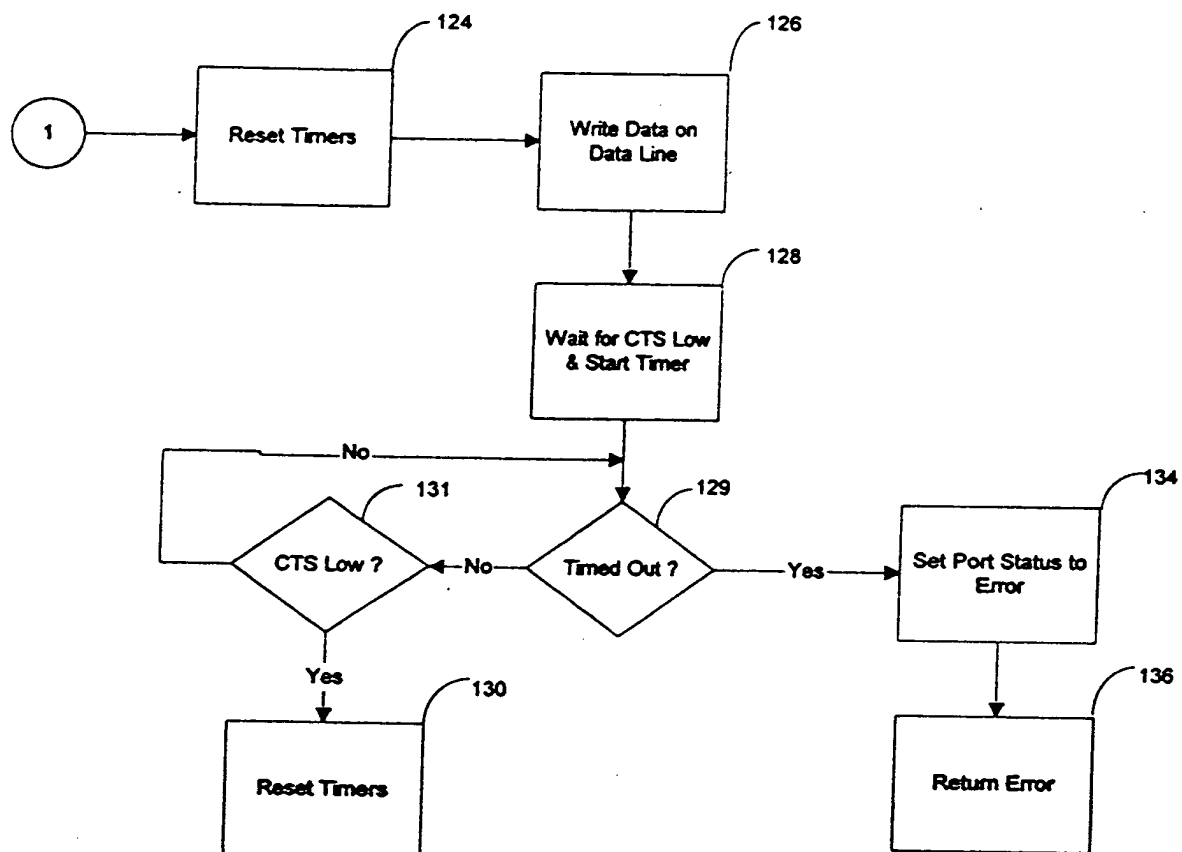 124
126
1
Reset Timers
Write Data on
Data Line
128
Wait for CTS Low
& Start Timer
No
131
129
134
CTS Low ?
No
Timed Out ?
Yes
Set Port Status to
Error
Yes
130
136
Reset Timers
Return Error